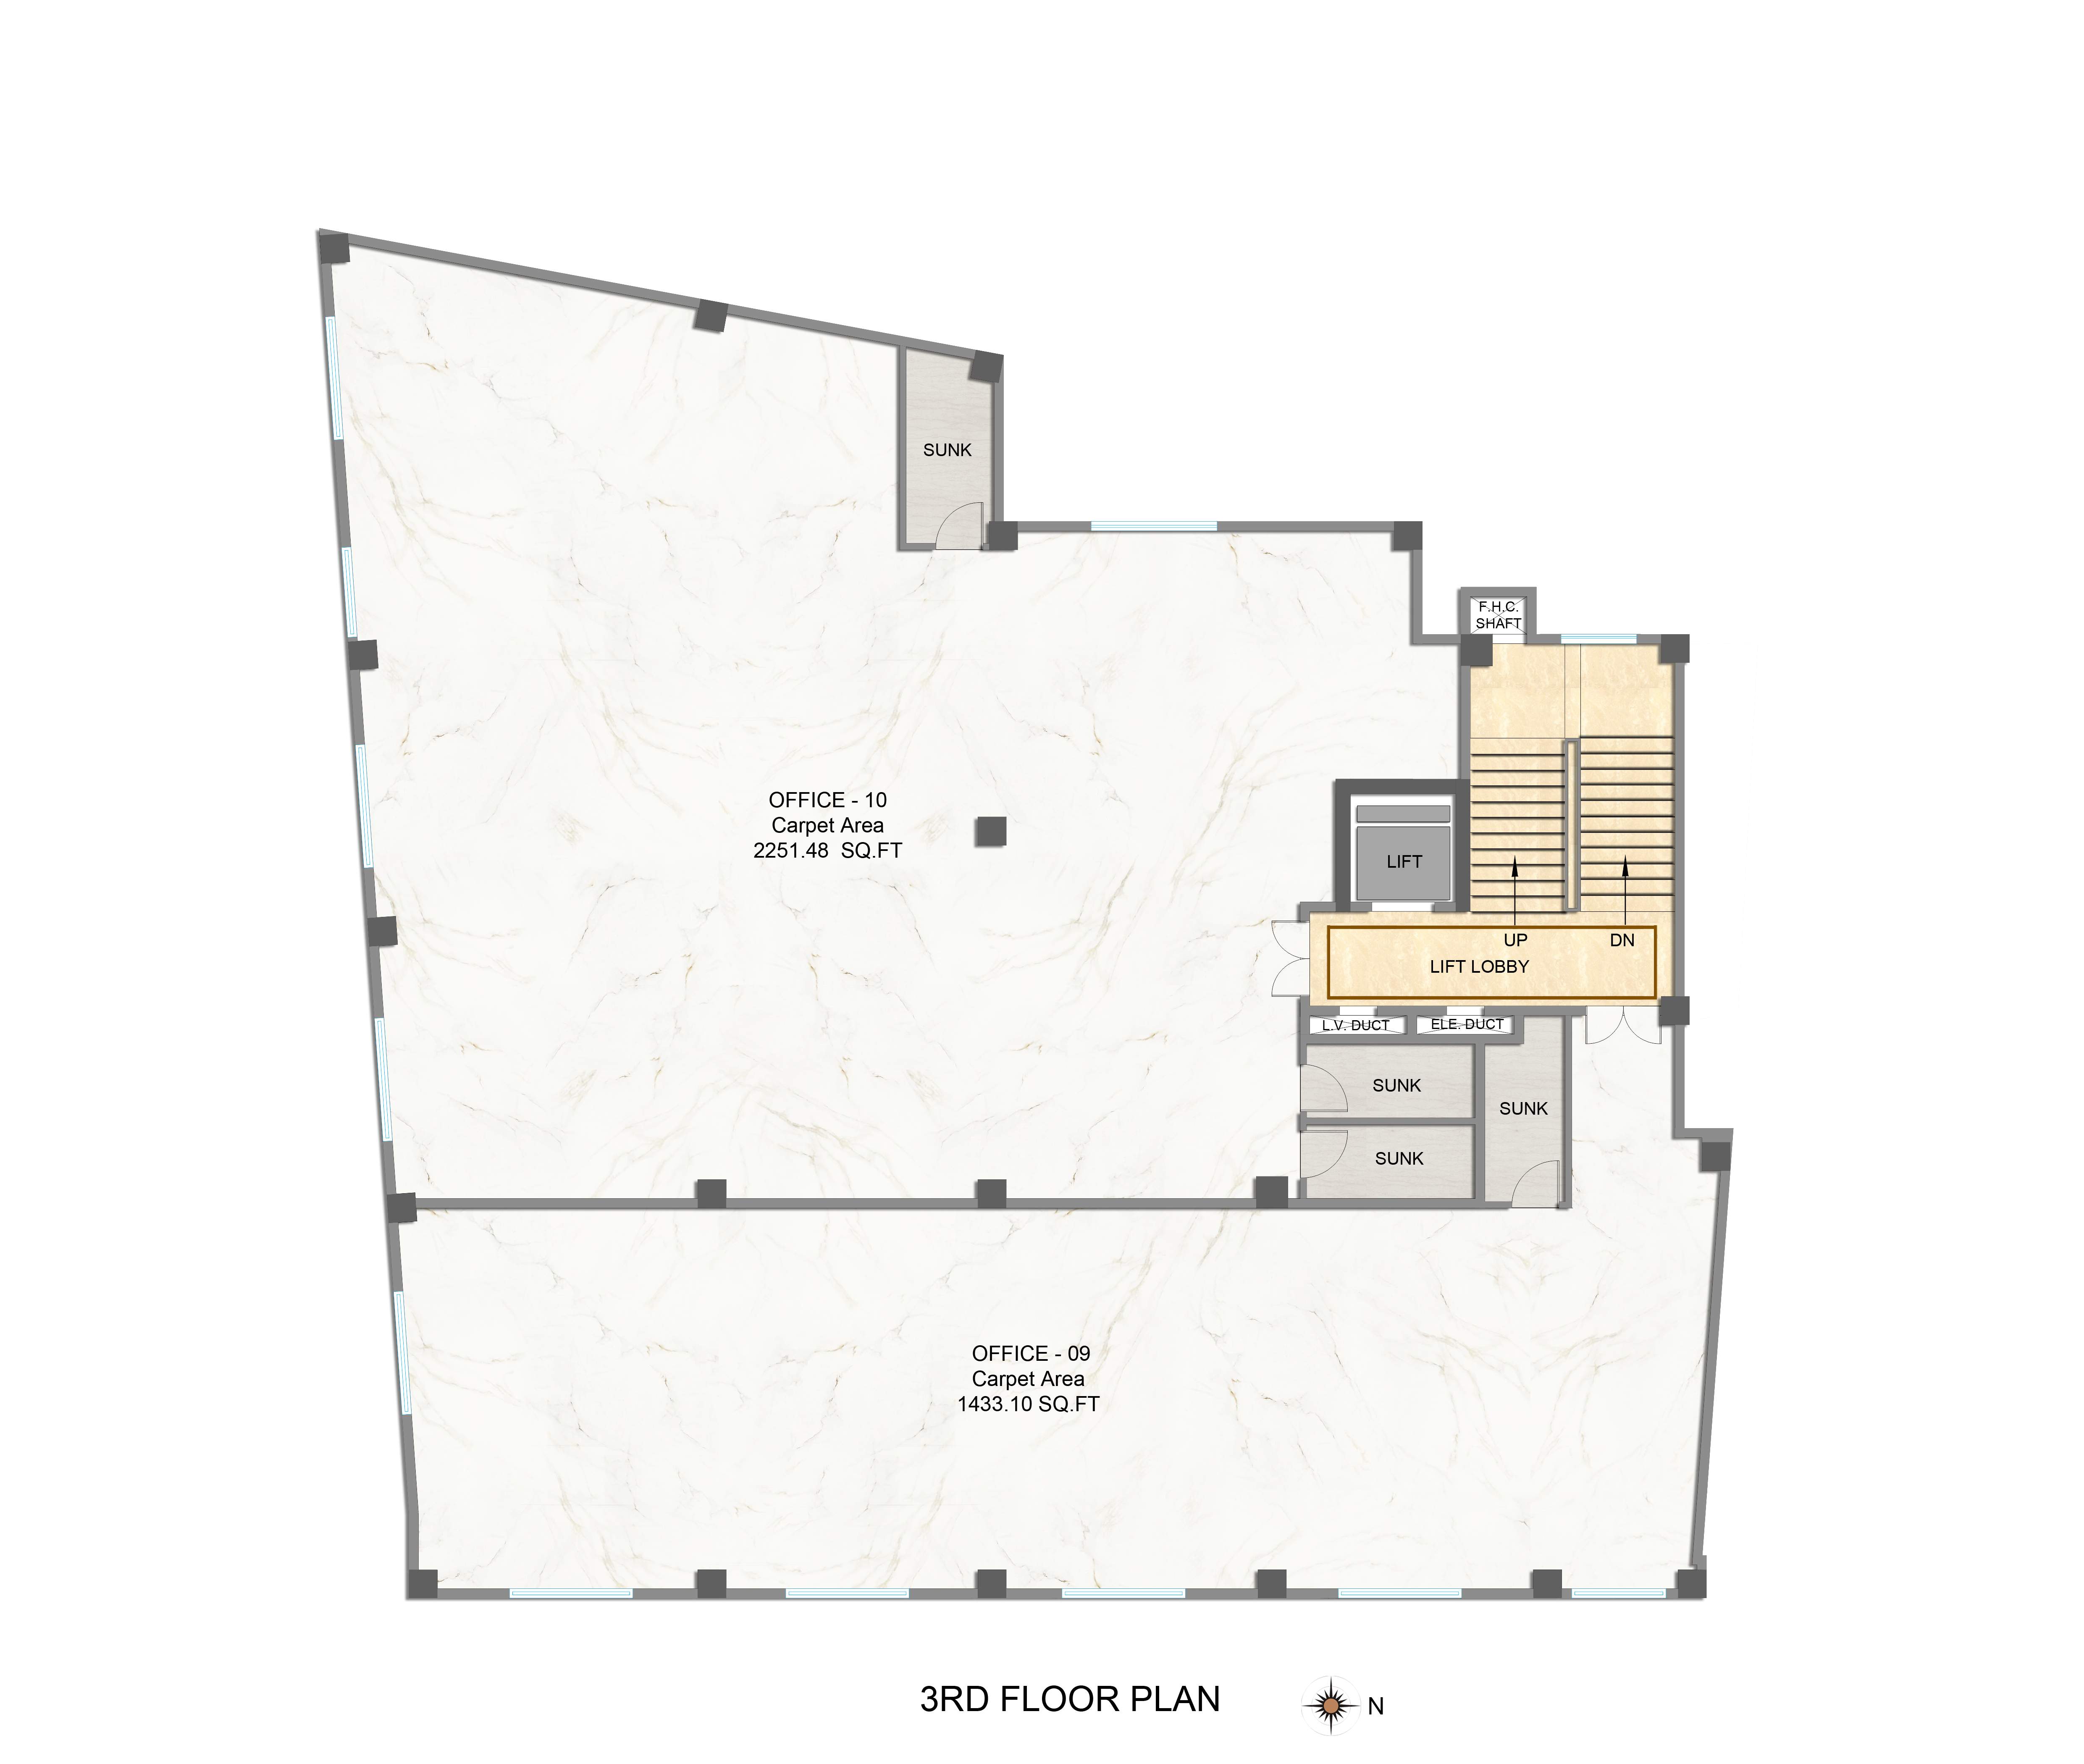 SUNK
F.H.C.
SHAFT
OFFICE - 10
Carpet Area
2251.48 SQ.FT
LIFT
UP
DN
LIFT LOBBY
L.V. DUCT
ELE. DUCT
SUNK
SUNK
SUNK
OFFICE - 09
Carpet Area
1433.10 SQ.FT
3RD FLOOR PLAN
N